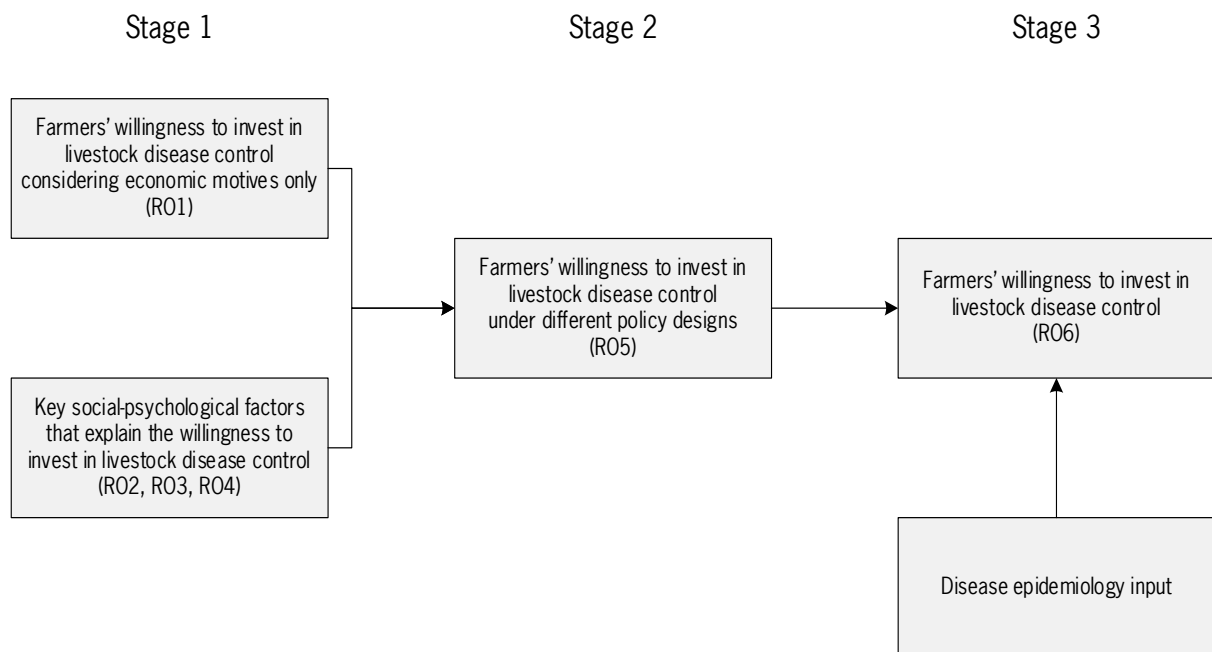 Stage 1
Stage 2
Stage 3
Farmers' willingness to invest in
livestock disease control
considering economic motives only
(RO1)
Key social-psychological factors
that explain the willingness to
invest in livestock disease control
(RO2, RO3, RO4)
Farmers' willingness to invest in
livestock disease control
under different policy designs
(RO5)
Farmers' willingness to invest in
livestock disease control
(RO6)
Disease epidemiology input